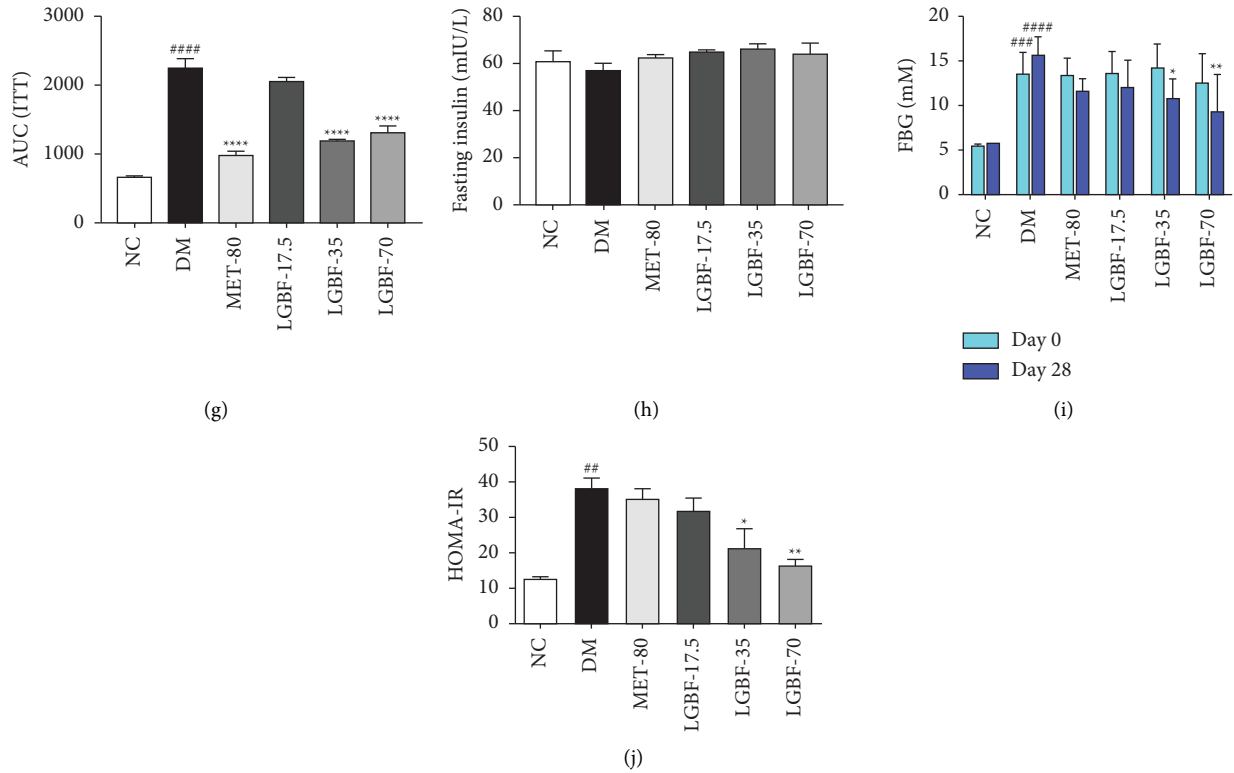 AUC (ITT)
3000
2000
1000
0
####
****
****
****
NC
DM
MET-80
LGBF-17.5
LGBF-35
LGBF-70
(g)
Fasting insulin (mIU/L)
80
60
40
20
0
NC
DM
MET-80
LGBF-17.5
LGBF-35
LGBF-70
(h)
FBG (mM)
20
15
10
5
0
###
####
*
**
NC
DM
MET-80
LGBF-17.5
LGBF-35
LGBF-70
Day 0
Day 28
(i)
HOMA-IR
50
40
30
20
10
0
##
*
**
NC
DM
MET-80
LGBF-17.5
LGBF-35
LGBF-70
(j)